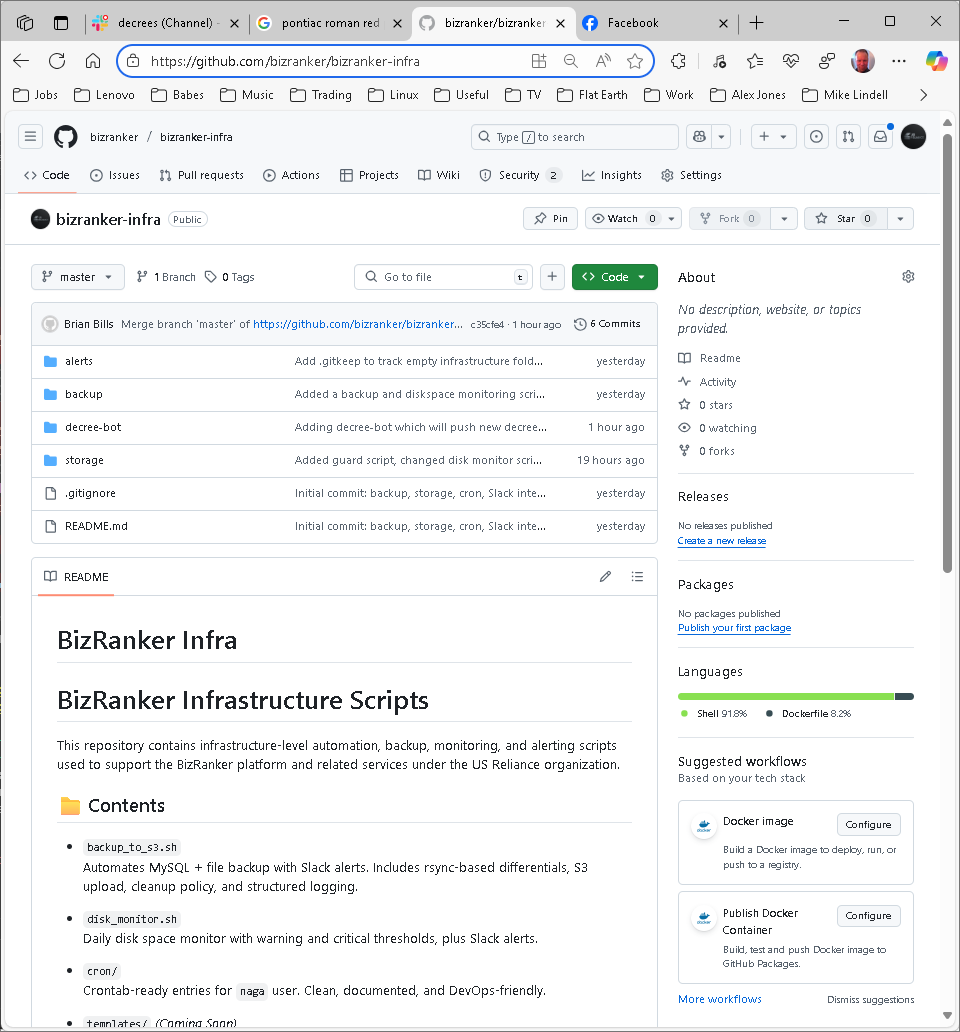 decrees (Channel) -
pontiac roman red
bizranker/bizranker
Facebook
https://github.com/bizranker/bizranker-infra
Jobs
Lenovo
Babes
Music
Trading
Linux
Useful
TV
Flat Earth
Work
Alex Jones
Mike Lindell
bizranker / bizranker-infra
Type / to search
Code
Issues
Pull requests
Actions
Projects
Wiki
Security 2
Insights
Settings
bizranker-infra Public
Pin
Watch 0
Fork 0
Star 0
master
1 Branch
0 Tags
Go to file t
Code
Brian Bills Merge branch 'master' of https://github.com/bizranker/bizranker... c35cfe4 · 1 hour ago 6 Commits
alerts Add .gitkeep to track empty infrastructure fold... yesterday
backup Added a backup and diskspace monitoring scri... yesterday
decree-bot Adding decree-bot which will push new decree... 1 hour ago
storage Added guard script, changed disk monitor scri... 19 hours ago
.gitignore Initial commit: backup, storage, cron, Slack inte... yesterday
README.md Initial commit: backup, storage, cron, Slack inte... yesterday
README
BizRanker Infra
BizRanker Infrastructure Scripts
This repository contains infrastructure-level automation, backup, monitoring, and alerting scripts
used to support the BizRanker platform and related services under the US Reliance organization.
Contents
backup_to_s3.sh
Automates MySQL + file backup with Slack alerts. Includes rsync-based differentials, S3
upload, cleanup policy, and structured logging.
disk_monitor.sh
Daily disk space monitor with warning and critical thresholds, plus Slack alerts.
cron/
Crontab-ready entries for naga user. Clean, documented, and DevOps-friendly.
templates/ (Coming Soon)
About
No description, website, or topics
provided.
Readme
Activity
0 stars
0 watching
0 forks
Releases
No releases published
Create a new release
Packages
No packages published
Publish your first package
Languages
Shell 91.8%
Dockerfile 8.2%
Suggested workflows
Based on your tech stack
Docker image
Configure
Build a Docker image to deploy, run, or
push to a registry.
Publish Docker
Container
Configure
Build, test and push Docker image to
GitHub Packages.
More workflows
Dismiss suggestions